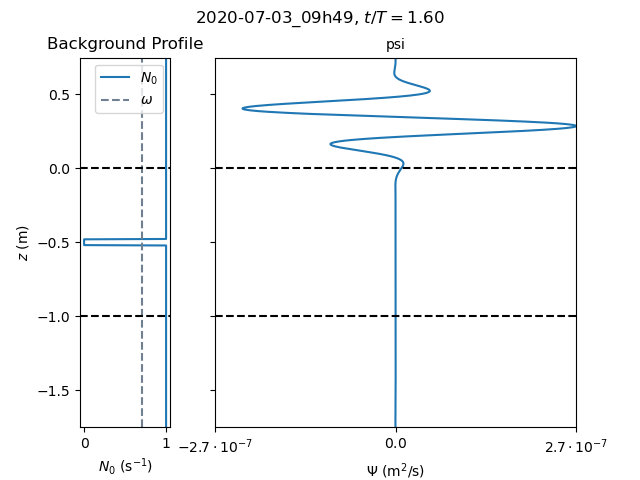 2020-07-03_09h49, t/T = 1.60
Background Profile
psi
N₀
ω
0.5
0.0
−0.5
−1.0
−1.5
z (m)
0 1
N₀ (s⁻¹)
−2.7 · 10⁻⁷ 0.0 2.7 · 10⁻⁷
Ψ (m²/s)